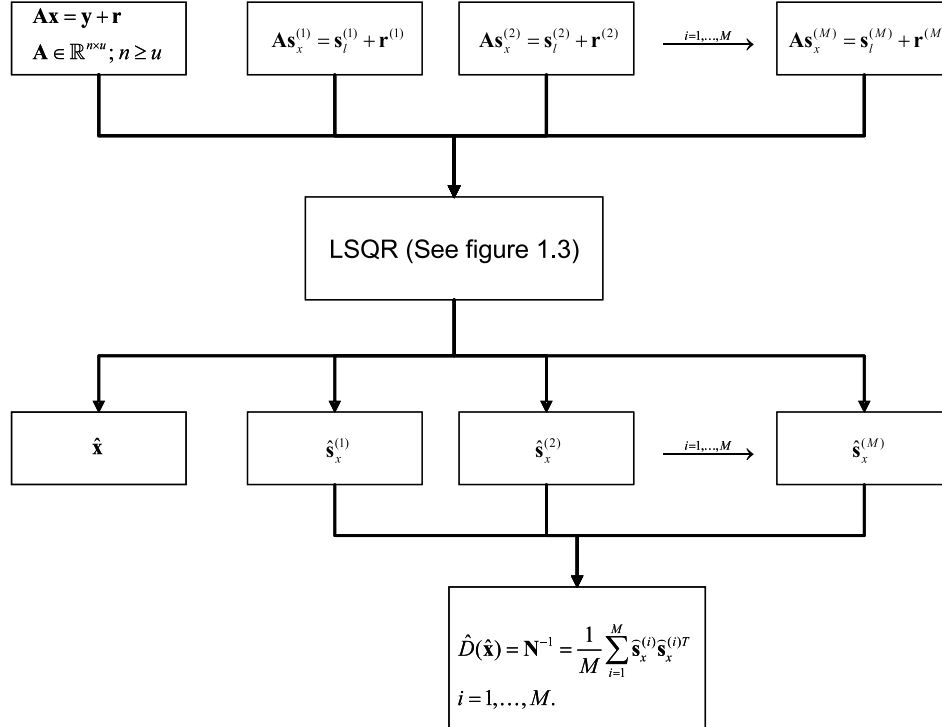 Ax = y + r
A ∈ ℝ^{n×u}; n ≥ u
As_x^{(1)} = s_l^{(1)} + r^{(1)}
As_x^{(2)} = s_l^{(2)} + r^{(2)}
i=1,…,M
As_x^{(M)} = s_l^{(M)} + r^{(M
LSQR (See figure 1.3)
x̂
ŝ_x^{(1)}
ŝ_x^{(2)}
i=1,…,M
ŝ_x^{(M)}
D̂(x̂) = N^{-1} = \frac{1}{M} \sum_{i=1}^{M} ŝ_x^{(i)} ŝ_x^{(i)T}
i = 1,…, M.